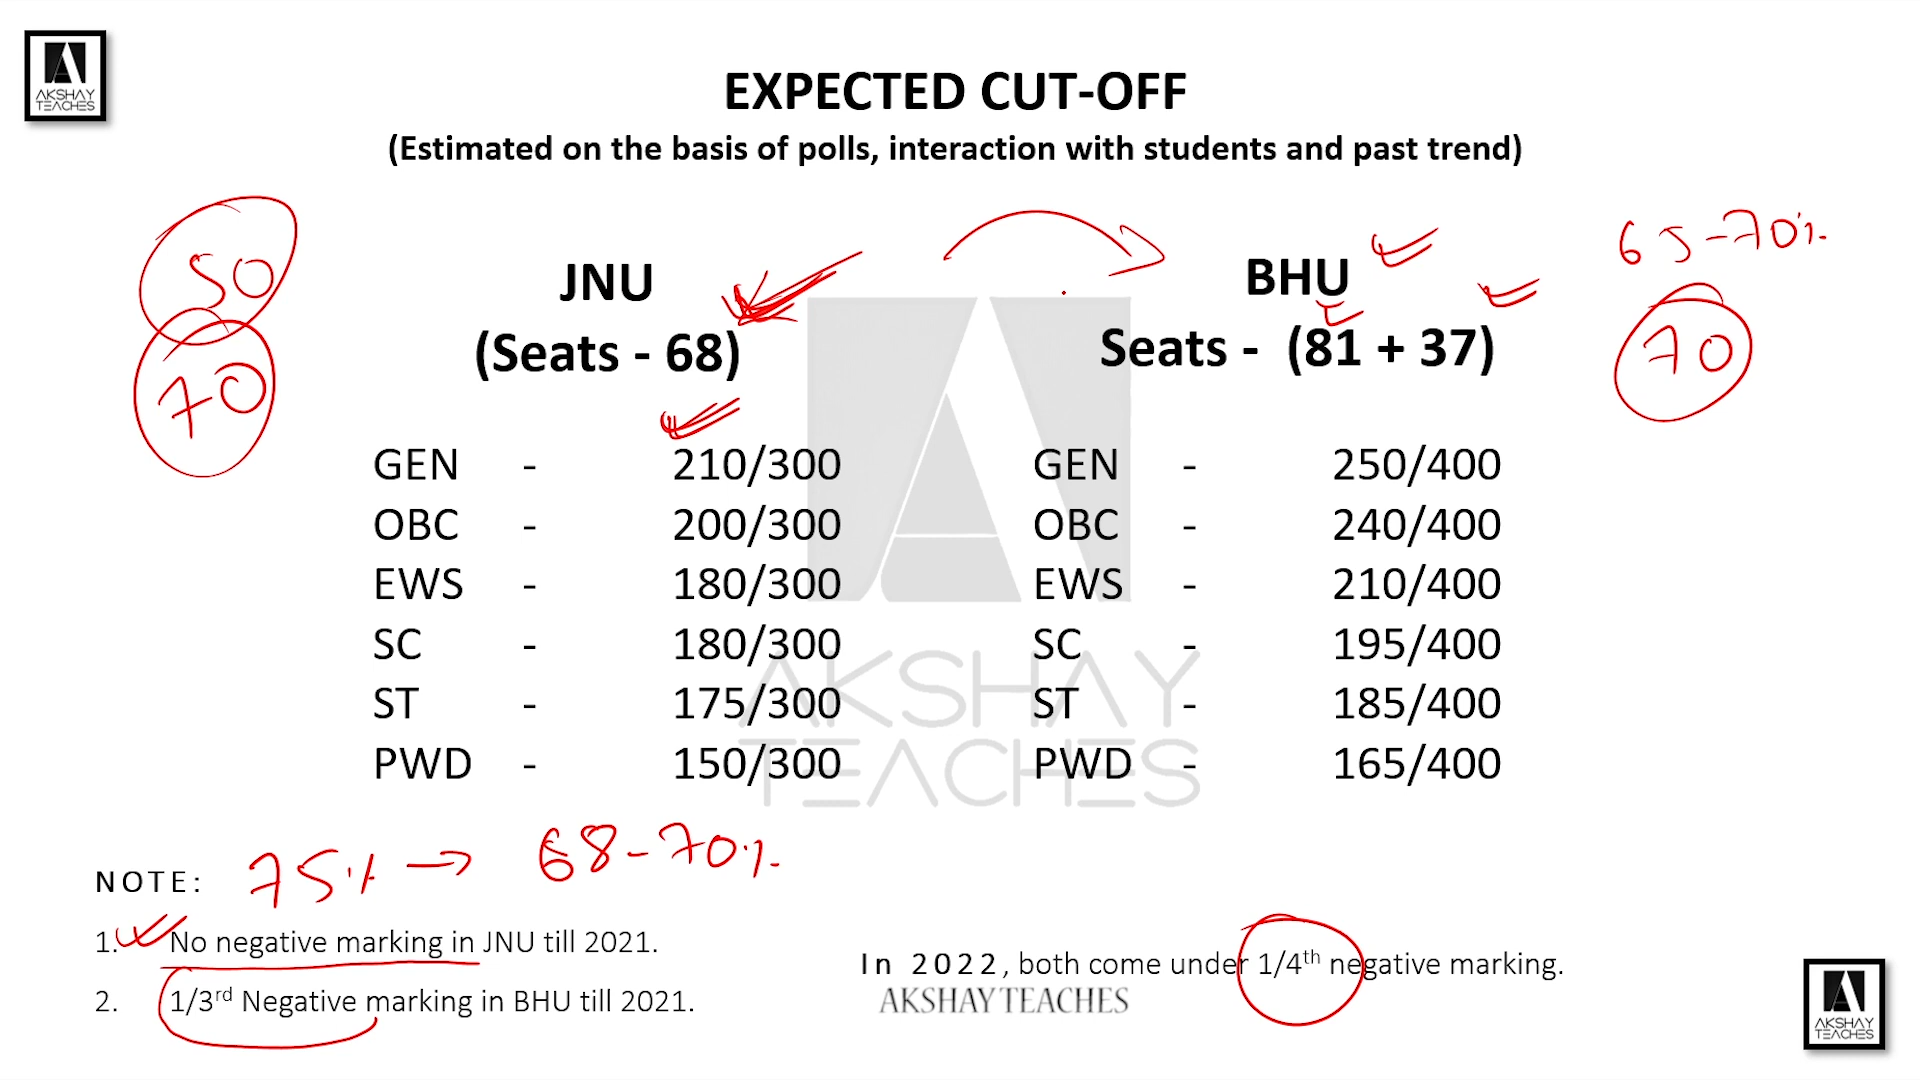 AKSHAY
TEACHES
EXPECTED CUT-OFF
(Estimated on the basis of polls, interaction with students and past trend)
50
70
JNU
(Seats - 68)
BHU
Seats - (81 + 37)
65-70%
70
GEN - 210/300
OBC - 200/300
EWS - 180/300
SC - 180/300
ST - 175/300
PWD - 150/300
GEN - 250/400
OBC - 240/400
EWS - 210/400
SC - 195/400
ST - 185/400
PWD - 165/400
AKSHAY
TEACHES
NOTE: 75% → 68-70%
1. No negative marking in JNU till 2021.
2. 1/3rd Negative marking in BHU till 2021.
In 2022, both come under 1/4th negative marking.
AKSHAY TEACHES
AKSHAY
TEACHES